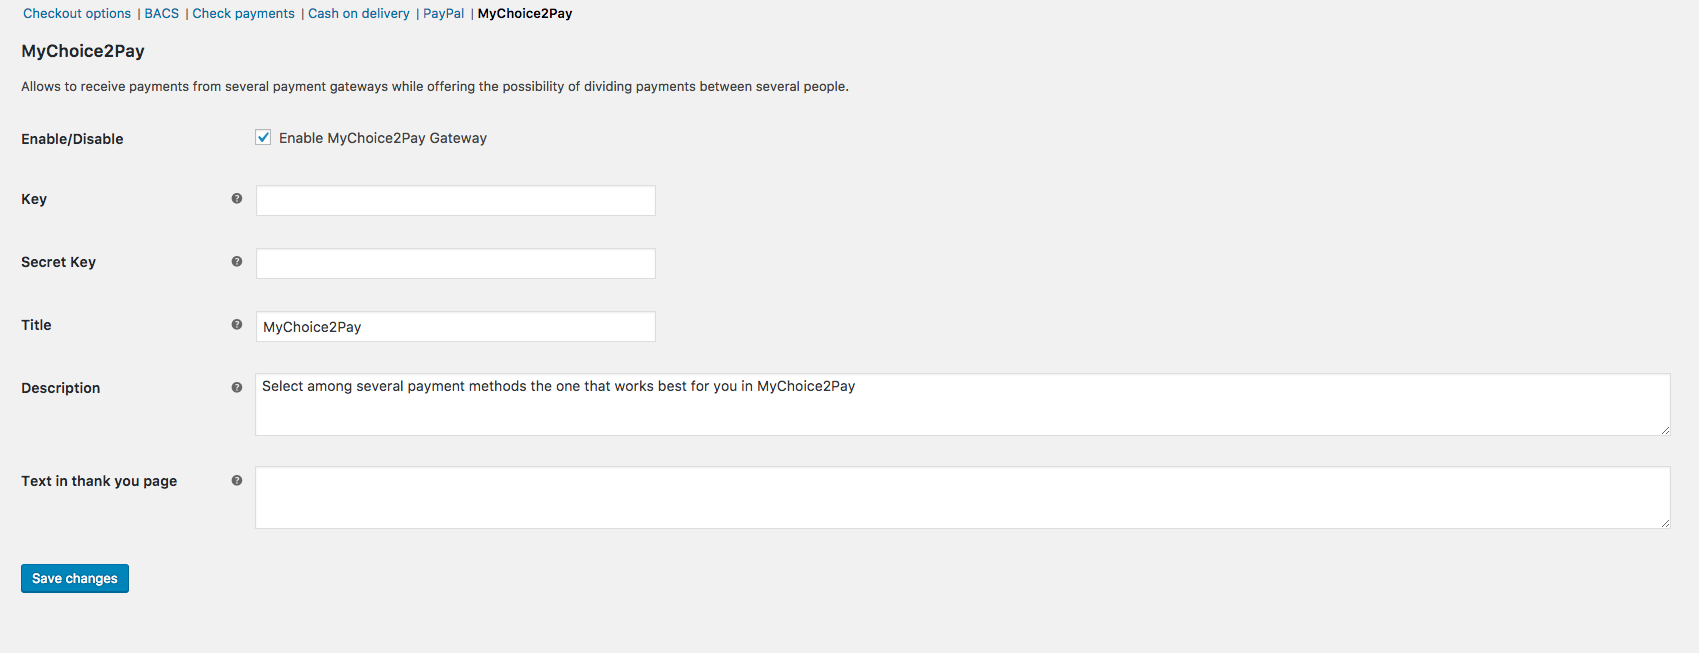 Checkout options | BACS | Check payments | Cash on delivery | PayPal | MyChoice2Pay
MyChoice2Pay
Allows to receive payments from several payment gateways while offering the possibility of dividing payments between several people.
Enable/Disable Enable MyChoice2Pay Gateway
Key ?
Secret Key ?
Title ? MyChoice2Pay
Description ? Select among several payment methods the one that works best for you in MyChoice2Pay
Text in thank you page ?
Save changes